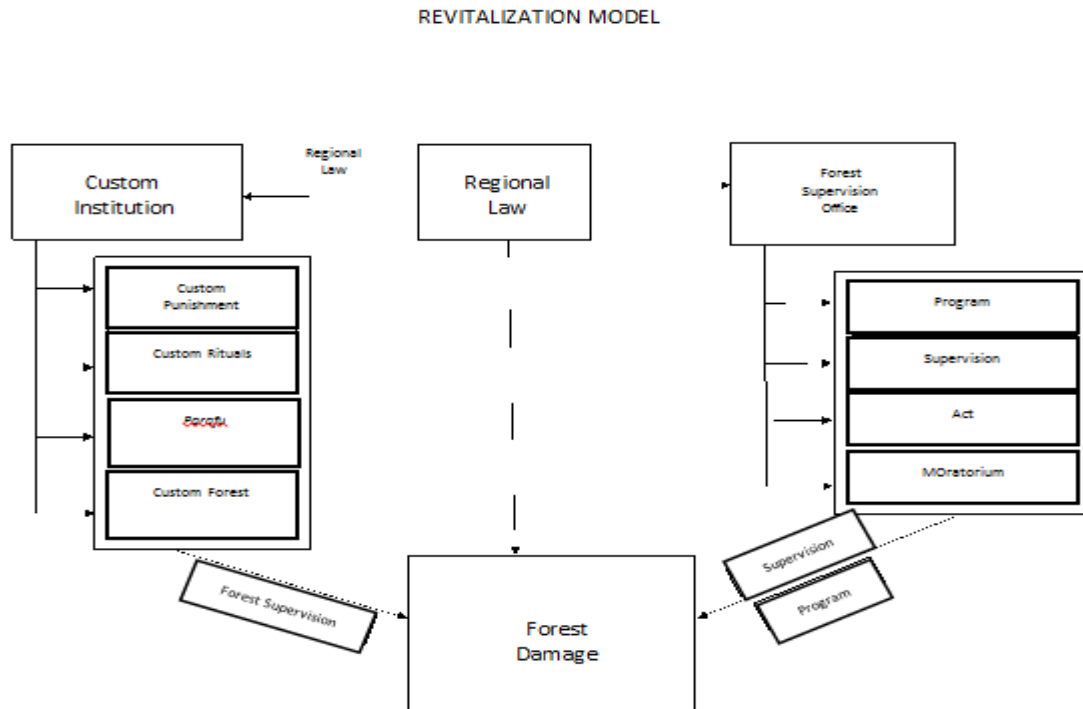 REVITALIZATION MODEL
Custom
Institution
Regional
Law
Regional
Law
Forest
Supervision
Office
Custom
Punishment
Custom Rituals
Custom Forest
Program
Supervision
Act
MOratorium
Forest Supervision
Supervision
Program
Forest
Damage